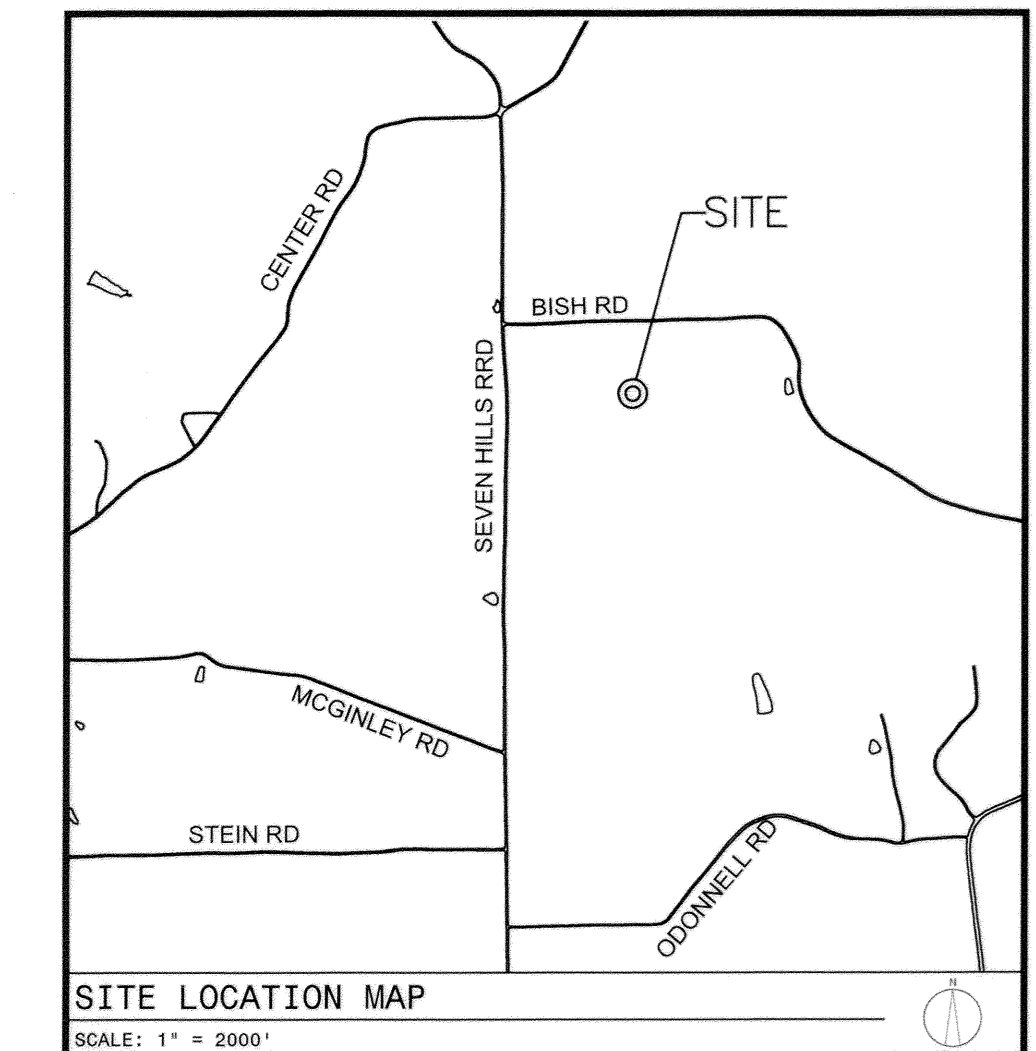 CENTER RD
SITE
BISH RD
SEVEN HILLS RRD
MCGINLEY RD
STEIN RD
ODONNELL RD
SITE LOCATION MAP
N
SCALE: 1" = 2000'